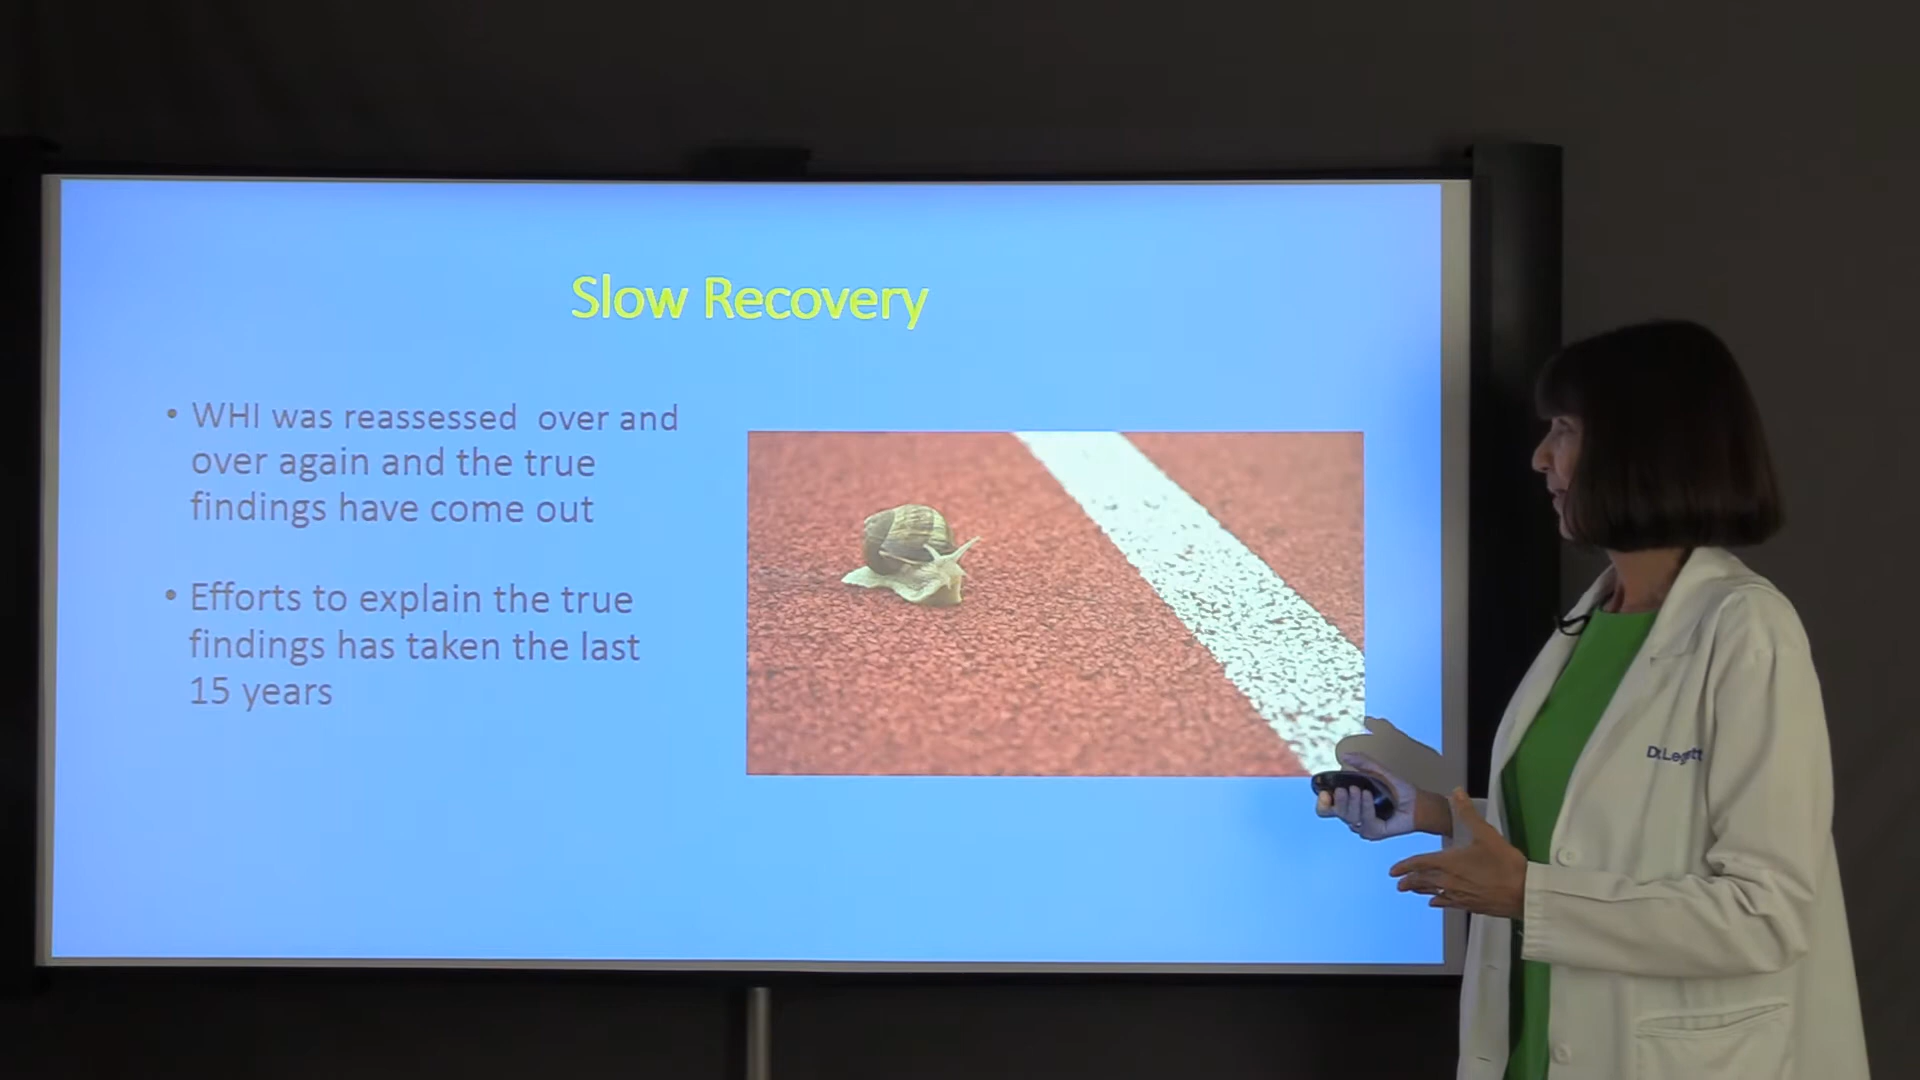 Slow Recovery
• WHI was reassessed over and
over again and the true
findings have come out
• Efforts to explain the true
findings has taken the last
15 years